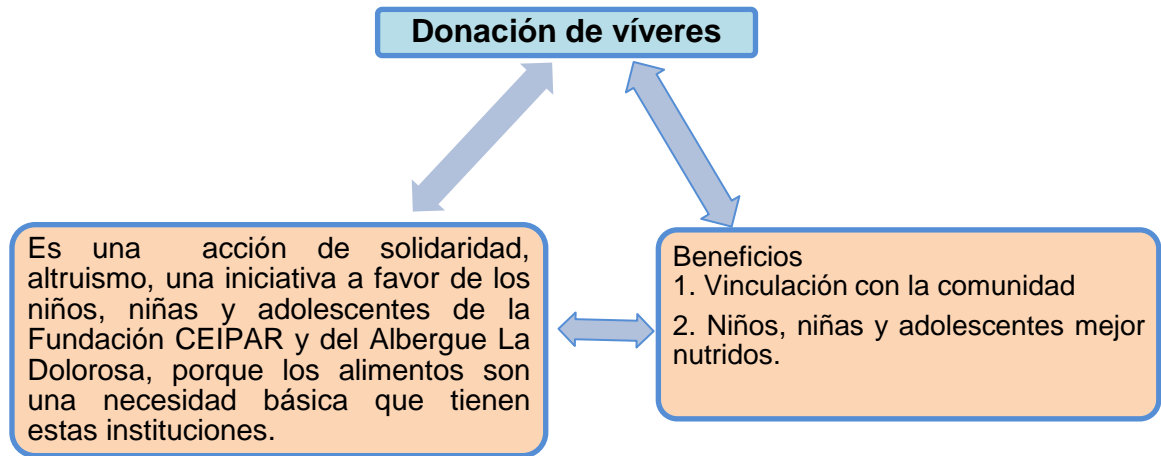 Donación de víveres
Es una acción de solidaridad,
altruismo, una iniciativa a favor de los
niños, niñas y adolescentes de la
Fundación CEIPAR y del Albergue La
Dolorosa, porque los alimentos son
una necesidad básica que tienen
estas instituciones.
Beneficios
1. Vinculación con la comunidad
2. Niños, niñas y adolescentes mejor
nutridos.